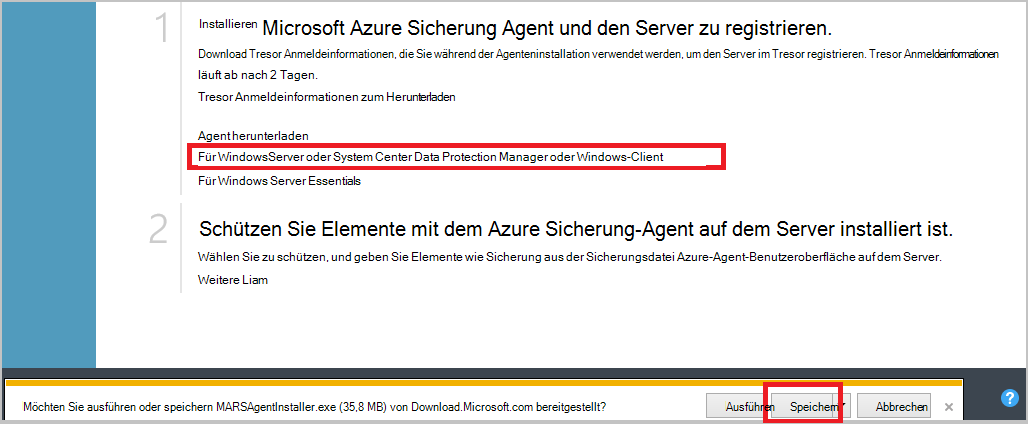 1 Installieren Microsoft Azure Sicherung Agent und den Server zu registrieren.
Download Tresor Anmeldeinformationen, die Sie während der Agenteninstallation verwendet werden, um den Server im Tresor registrieren. Tresor Anmeldeinformationen
läuft ab nach 2 Tagen.
Tresor Anmeldeinformationen zum Herunterladen
Agent herunterladen
Für WindowsServer oder System Center Data Protection Manager oder Windows-Client
Für Windows Server Essentials
2 Schützen Sie Elemente mit dem Azure Sicherung-Agent auf dem Server installiert ist.
Wählen Sie zu schützen, und geben Sie Elemente wie Sicherung aus der Sicherungsdatei Azure-Agent-Benutzeroberfläche auf dem Server.
Weitere Liam
Möchten Sie ausführen oder speichern MARSAgentInstaller.exe (35,8 MB) von Download.Microsoft.com bereitgestellt? Ausführen Speichern Abbrechen × ?